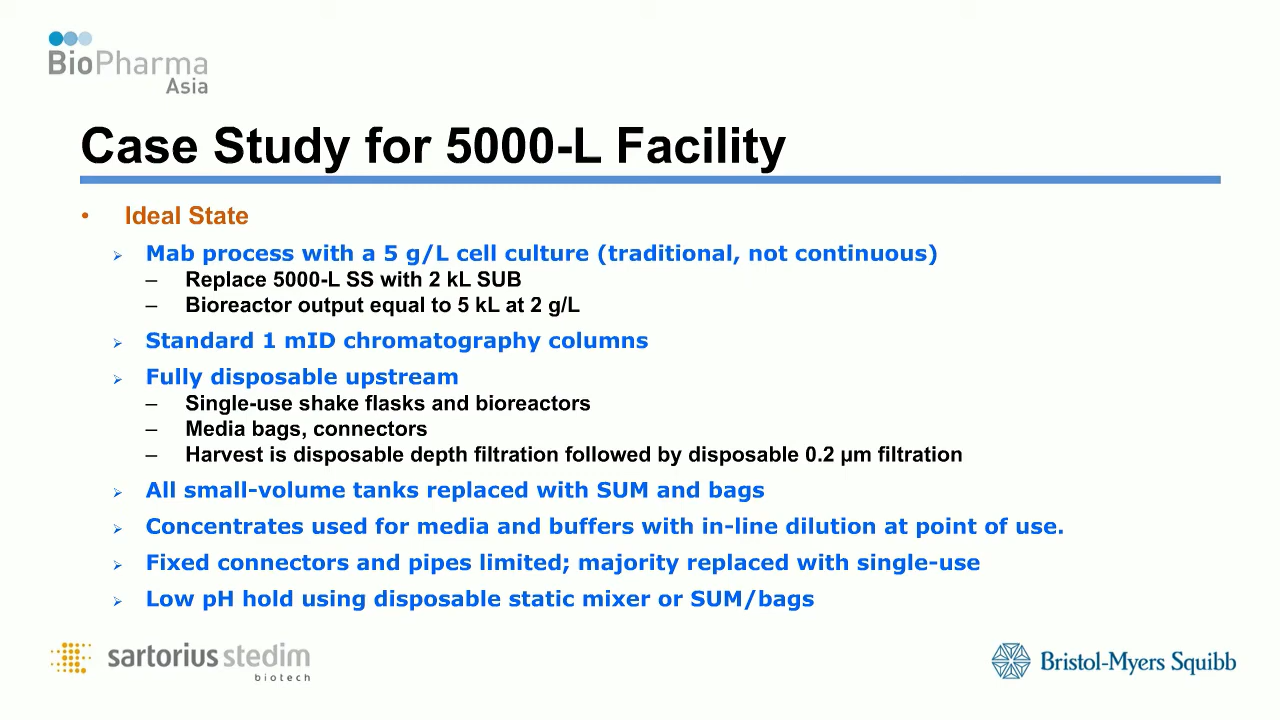 BioPharma
Asia
Case Study for 5000-L Facility
• Ideal State
➢ Mab process with a 5 g/L cell culture (traditional, not continuous)
– Replace 5000-L SS with 2 kL SUB
– Bioreactor output equal to 5 kL at 2 g/L
➢ Standard 1 mID chromatography columns
➢ Fully disposable upstream
– Single-use shake flasks and bioreactors
– Media bags, connectors
– Harvest is disposable depth filtration followed by disposable 0.2 µm filtration
➢ All small-volume tanks replaced with SUM and bags
➢ Concentrates used for media and buffers with in-line dilution at point of use.
➢ Fixed connectors and pipes limited; majority replaced with single-use
➢ Low pH hold using disposable static mixer or SUM/bags
sartorius stedim
biotech
Bristol-Myers Squibb